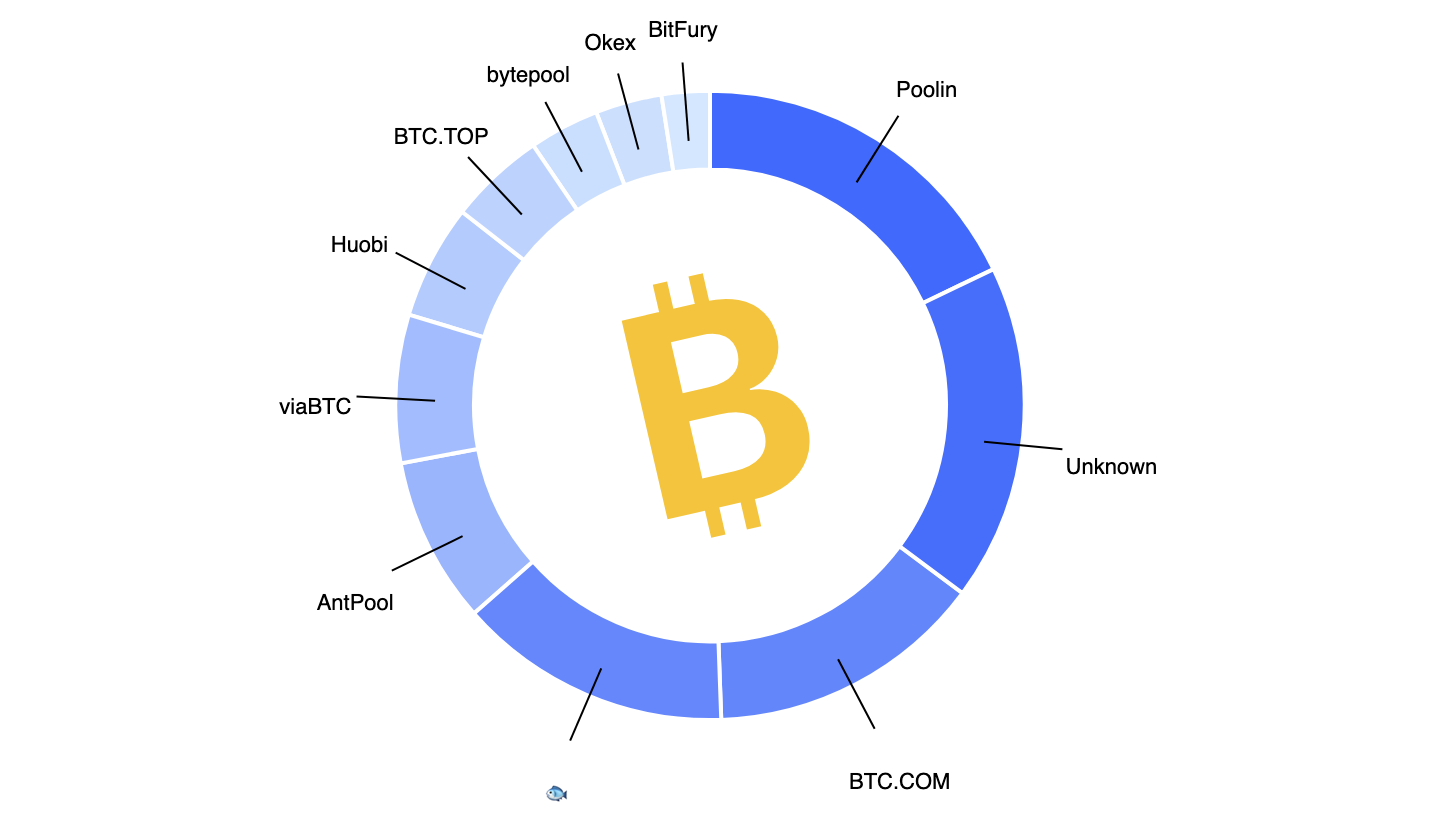 BitFury
Okex
bytepool
Poolin
BTC.TOP
Huobi
viaBTC
Unknown
AntPool
BTC.COM
🐟